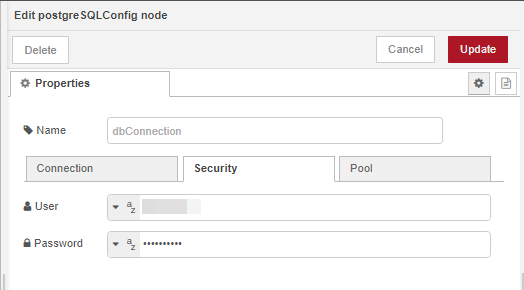 Edit postgreSQLConfig node
Delete
Cancel
Update
Properties
Name
dbConnection
Connection
Security
Pool
User
az
Password
az
••••••••••